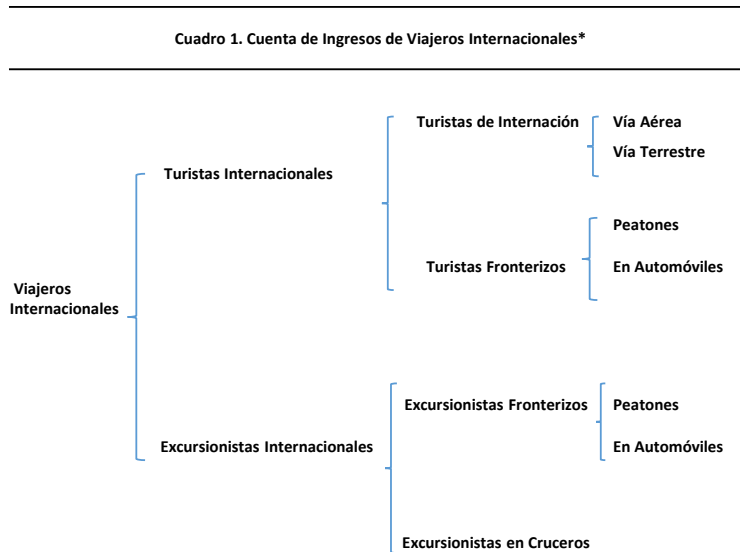 Cuadro 1. Cuenta de Ingresos de Viajeros Internacionales*
Turistas de Internación
Vía Aérea
Vía Terrestre
Turistas Internacionales
Peatones
Turistas Fronterizos
En Automóviles
Viajeros
Internacionales
Excursionistas Fronterizos
Peatones
Excursionistas Internacionales
En Automóviles
Excursionistas en Cruceros